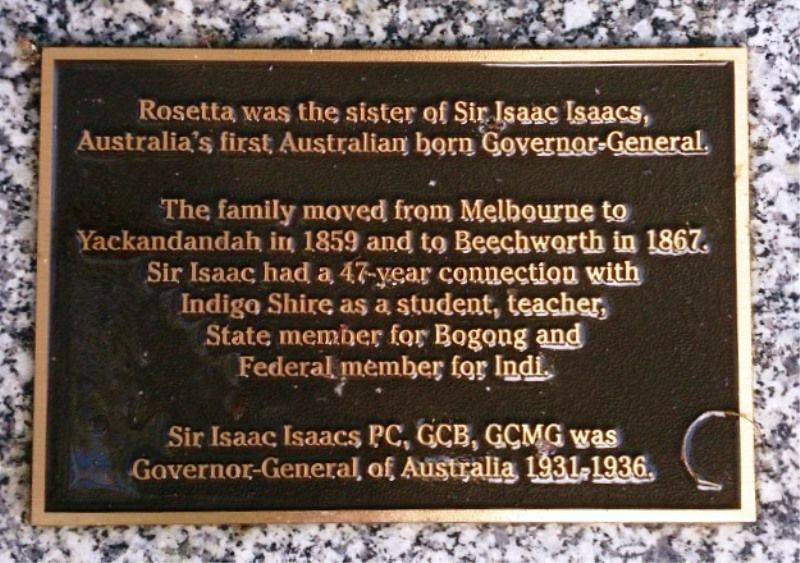 Rosetta was the sister of Sir Isaac Isaacs,
Australia's first Australian born Governor-General.
The family moved from Melbourne to
Yackandandah in 1859 and to Beechworth in 1867.
Sir Isaac had a 47-year connection with
Indigo Shire as a student, teacher,
State member for Bogong and
Federal member for Indi.
Sir Isaac Isaacs PC, GCB, GCMG was
Governor-General of Australia 1931-1936.